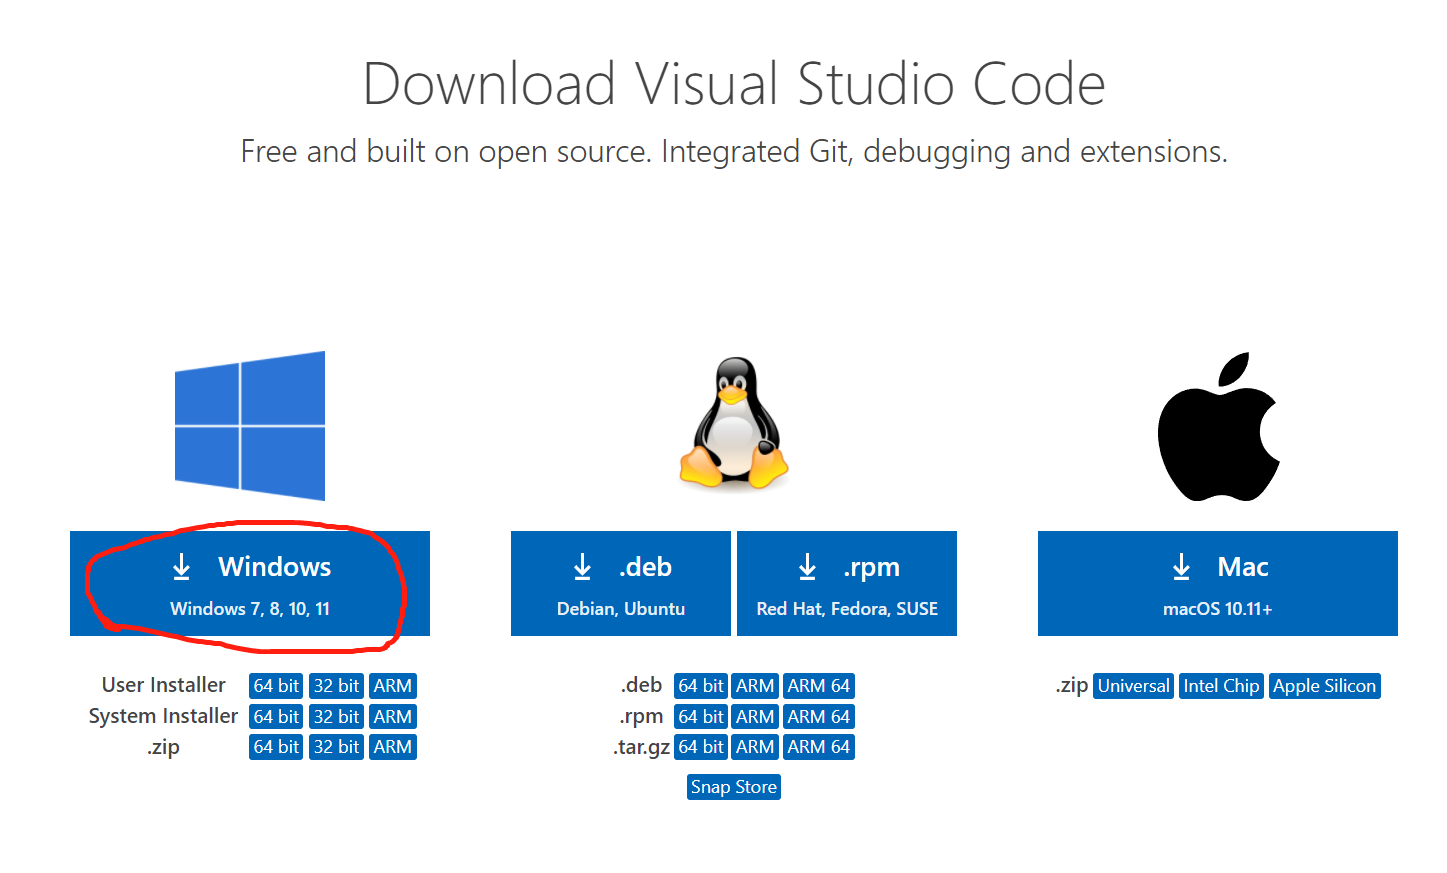 Download Visual Studio Code
Free and built on open source. Integrated Git, debugging and extensions.
Windows
Windows 7, 8, 10, 11
User Installer 64 bit 32 bit ARM
System Installer 64 bit 32 bit ARM
.zip 64 bit 32 bit ARM
.deb
Debian, Ubuntu
.rpm
Red Hat, Fedora, SUSE
.deb 64 bit ARM ARM 64
.rpm 64 bit ARM ARM 64
.tar.gz 64 bit ARM ARM 64
Snap Store
Mac
macOS 10.11+
.zip Universal Intel Chip Apple Silicon